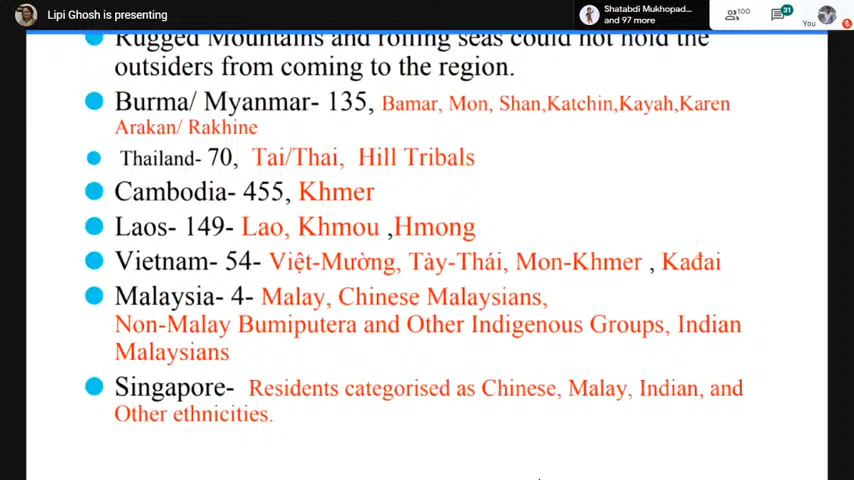 Lipi Ghosh is presenting
Shatabdi Mukhopad...
and 97 more
100
31
You
Rugged Mountains and rolling seas could not hold the
outsiders from coming to the region.
Burma/ Myanmar- 135, Bamar, Mon, Shan,Katchin,Kayah,Karen
Arakan/ Rakhine
Thailand- 70, Tai/Thai, Hill Tribals
Cambodia- 455, Khmer
Laos- 149- Lao, Khmou ,Hmong
Vietnam- 54- Việt-Mường, Tày-Thái, Mon-Khmer , Kađai
Malaysia- 4- Malay, Chinese Malaysians,
Non-Malay Bumiputera and Other Indigenous Groups, Indian
Malaysians
Singapore- Residents categorised as Chinese, Malay, Indian, and
Other ethnicities.